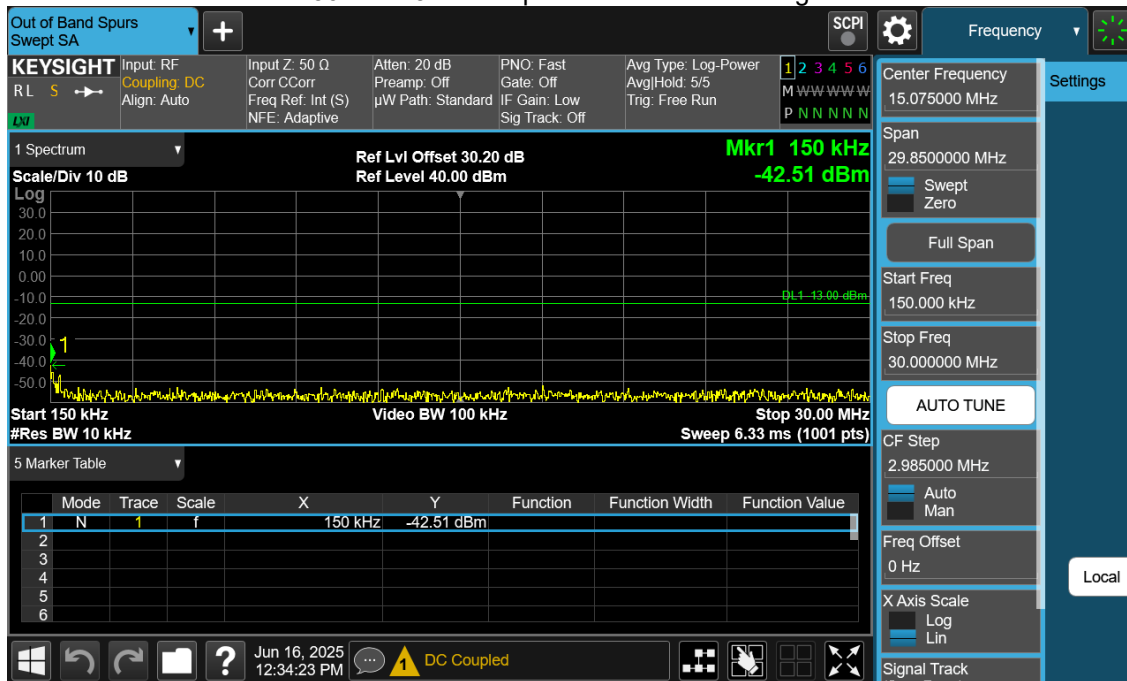 Out of Band Spurs
Swept SA
SCPI
Frequency
KEYSIGHT
RL S
LXI
Input: RF
Coupling: DC
Align: Auto
Input Z: 50 Ω
Corr CCorr
Freq Ref: Int (S)
NFE: Adaptive
Atten: 20 dB
Preamp: Off
µW Path: Standard
PNO: Fast
Gate: Off
IF Gain: Low
Sig Track: Off
Avg Type: Log-Power
Avg|Hold: 5/5
Trig: Free Run
1 2 3 4 5 6
M W W W W W
P N N N N N
1 Spectrum
Scale/Div 10 dB
Ref Lvl Offset 30.20 dB
Ref Level 40.00 dBm
Mkr1 150 kHz
-42.51 dBm
Log
30.0
20.0
10.0
0.00
-10.0
-20.0
-30.0
-40.0
-50.0
DL1 -13.00 dBm
1
Start 150 kHz
Video BW 100 kHz
Stop 30.00 MHz
#Res BW 10 kHz
Sweep 6.33 ms (1001 pts)
5 Marker Table
Mode Trace Scale X Y Function Function Width Function Value
1 N 1 f 150 kHz -42.51 dBm
2
3
4
5
6
Center Frequency
15.075000 MHz
Settings
Span
29.8500000 MHz
Swept
Zero
Full Span
Start Freq
150.000 kHz
Stop Freq
30.000000 MHz
AUTO TUNE
CF Step
2.985000 MHz
Auto
Man
Freq Offset
0 Hz
Local
X Axis Scale
Log
Lin
Signal Track
?
Jun 16, 2025
12:34:23 PM
1
DC Coupled